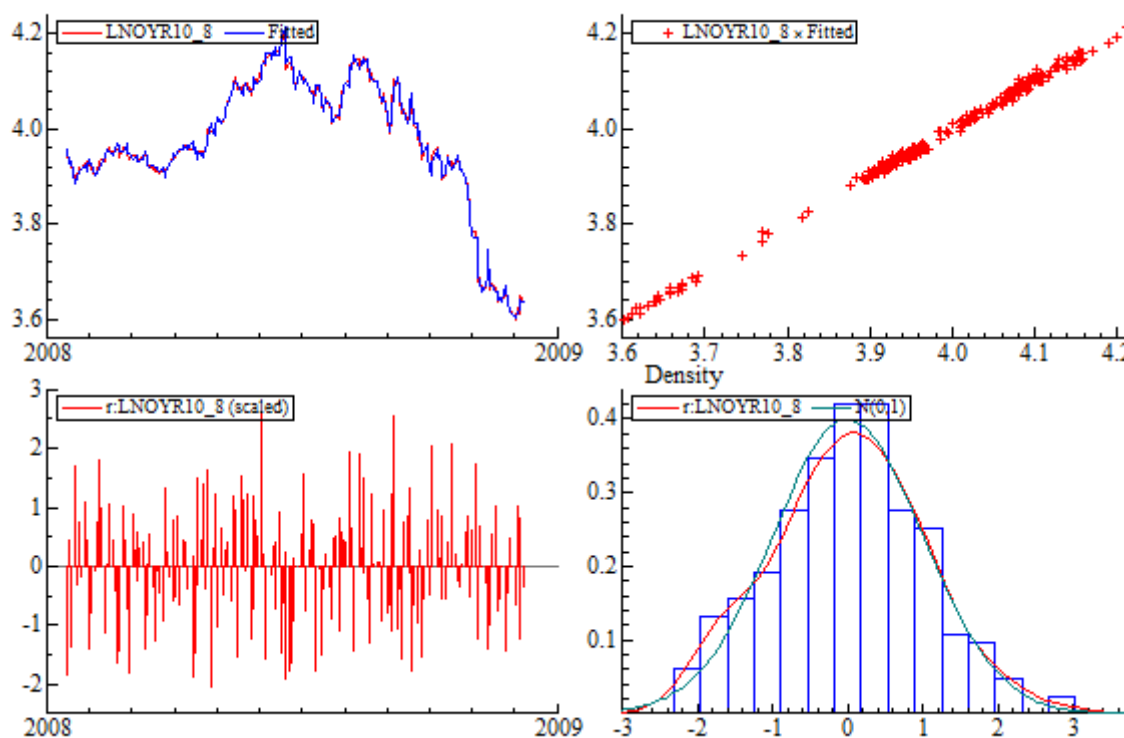 LNOYR10_8 Fitted
4.2
4.0
3.8
3.6
2008 2009
LNOYR10_8 × Fitted
4.2
4.0
3.8
3.6
3.6 3.7 3.8 3.9 4.0 4.1 4.2
r:LNOYR10_8 (scaled)
3
2
1
0
-1
-2
2008 2009
Density
r:LNOYR10_8 N(0,1)
0.4
0.3
0.2
0.1
-3 -2 -1 0 1 2 3